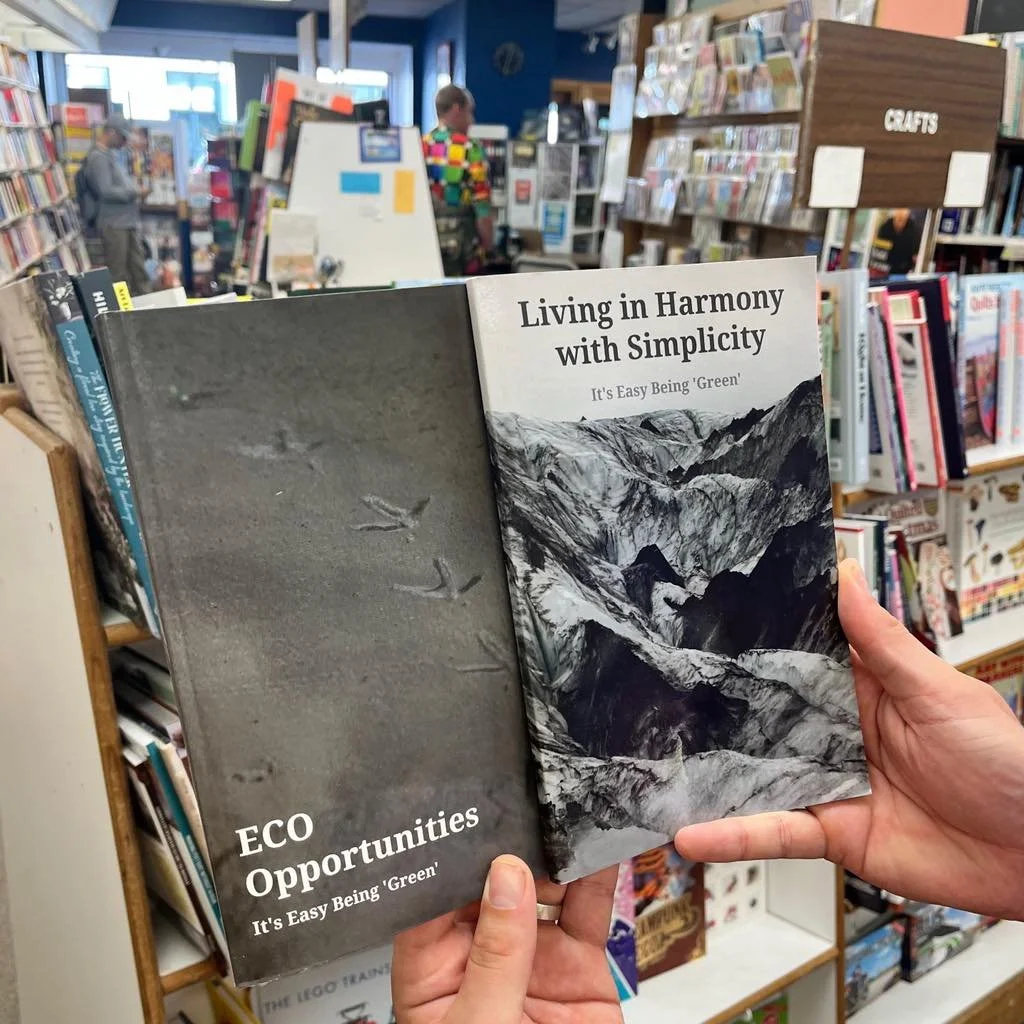 CRAFTS
Living in Harmony
with Simplicity
It's Easy Being 'Green'
ECO
Opportunities
It's Easy Being 'Green'
THE LEGO TRAINS
Quilts